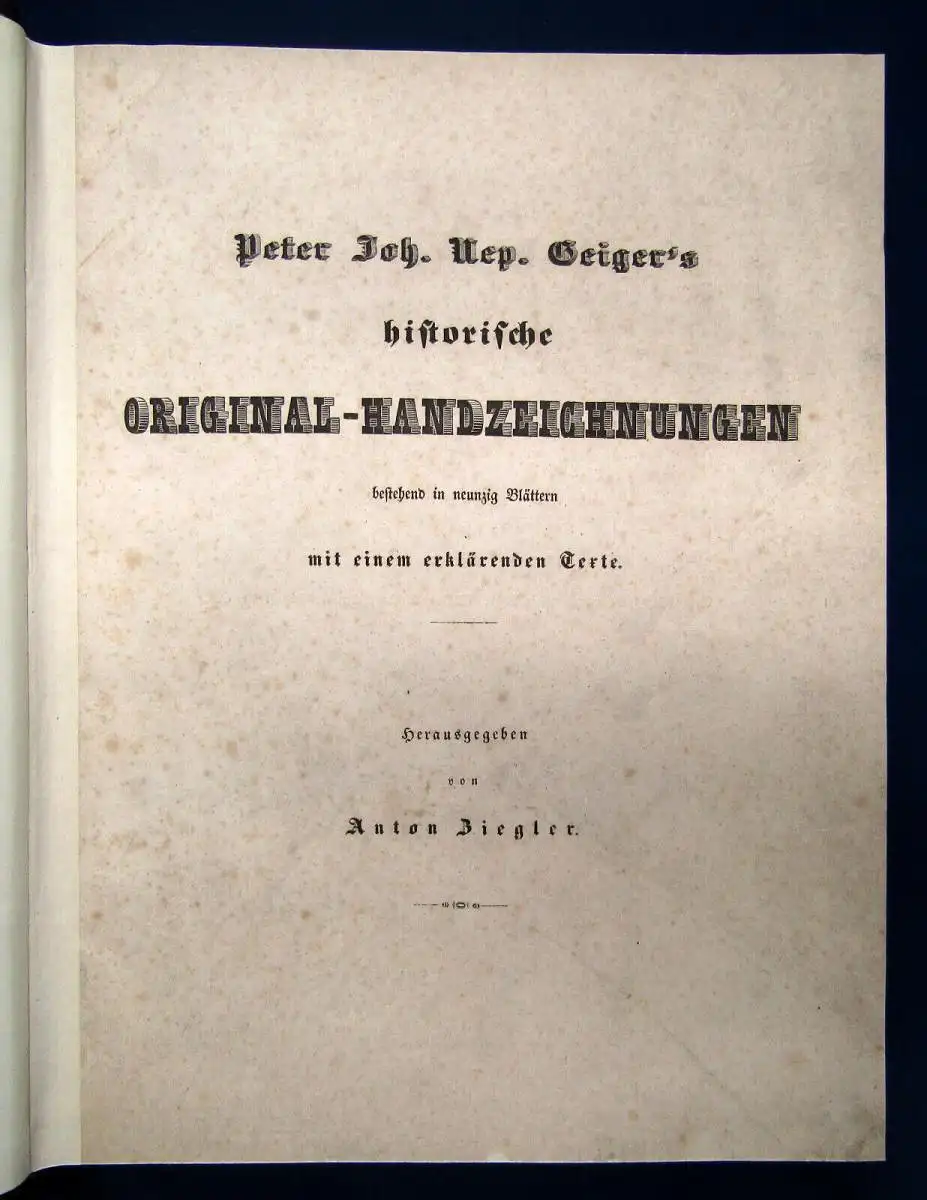 Peter Joh. Nep. Geiger's
historische
ORIGINAL-HANDZEICHNUNGEN
bestehend in neunzig Blättern
mit einem erklärenden Texte.
Herausgegeben
von
Anton Ziegler.